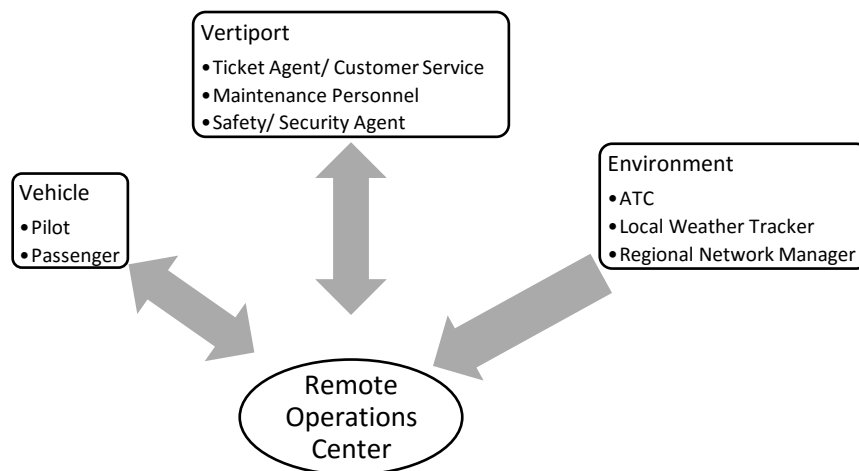 Vertiport
•Ticket Agent/ Customer Service
•Maintenance Personnel
•Safety/ Security Agent
Environment
•ATC
•Local Weather Tracker
•Regional Network Manager
Vehicle
•Pilot
•Passenger
Remote
Operations
Center